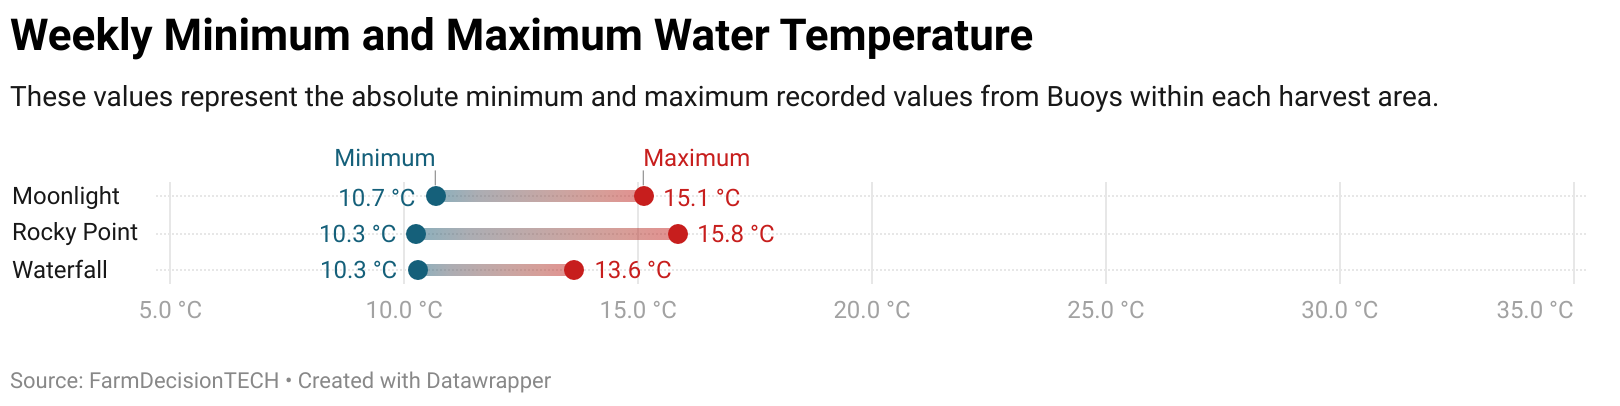 Weekly Minimum and Maximum Water Temperature
These values represent the absolute minimum and maximum recorded values from Buoys within each harvest area.
Minimum Maximum
Moonlight 10.7 °C 15.1 °C
Rocky Point 10.3 °C 15.8 °C
Waterfall 10.3 °C 13.6 °C
5.0 °C 10.0 °C 15.0 °C 20.0 °C 25.0 °C 30.0 °C 35.0 °C
Source: FarmDecisionTECH • Created with Datawrapper